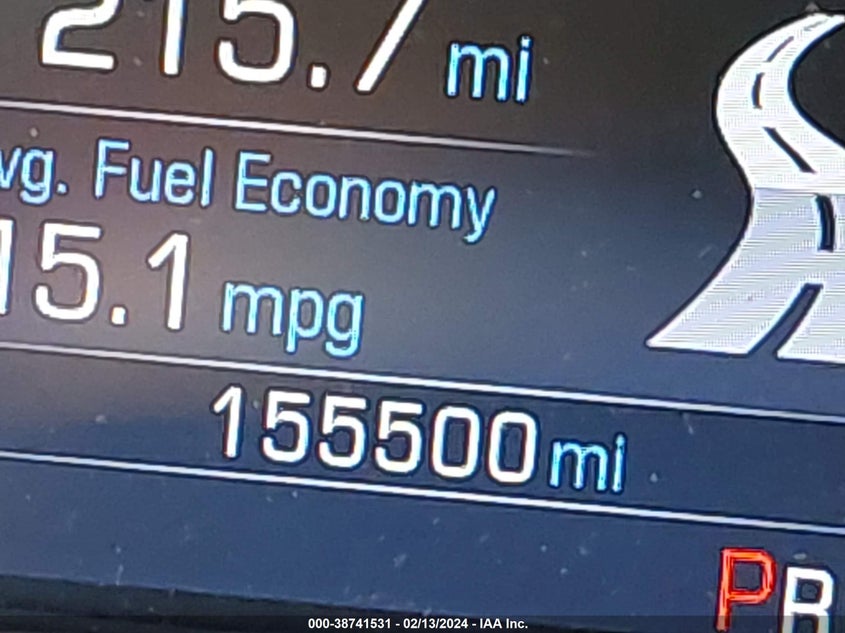 215.7 mi
vg. Fuel Economy
15.1 mpg
155500 mi
PR
000-38741531 - 02/13/2024 - IAA Inc.